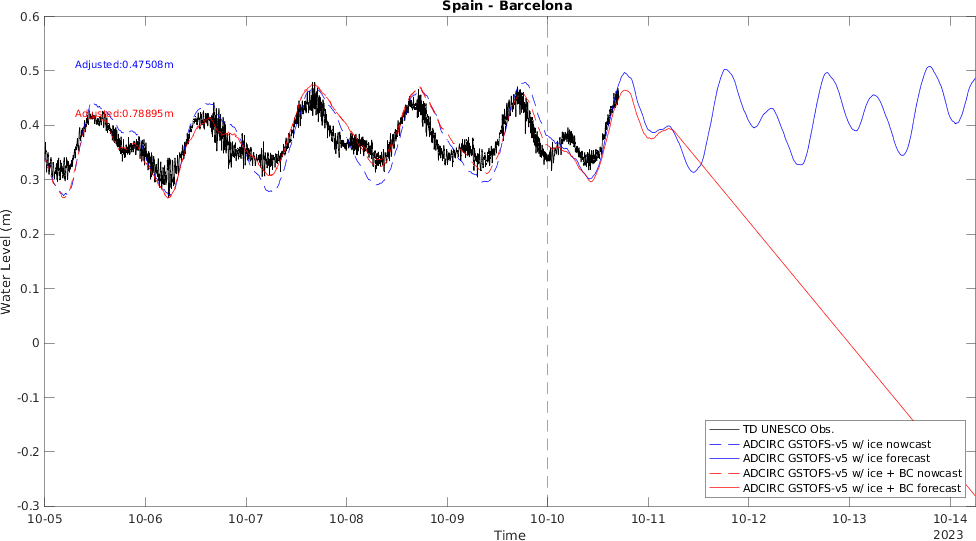 Spain - Barcelona
0.6
0.5
0.4
0.3
0.2
0.1
0
-0.1
-0.2
-0.3
Water Level (m)
Adjusted:0.47508m
Adjusted:0.78895m
TD UNESCO Obs.
ADCIRC GSTOFS-v5 w/ ice nowcast
ADCIRC GSTOFS-v5 w/ ice forecast
ADCIRC GSTOFS-v5 w/ ice + BC nowcast
ADCIRC GSTOFS-v5 w/ ice + BC forecast
10-05 10-06 10-07 10-08 10-09 10-10 10-11 10-12 10-13 10-14
2023
Time